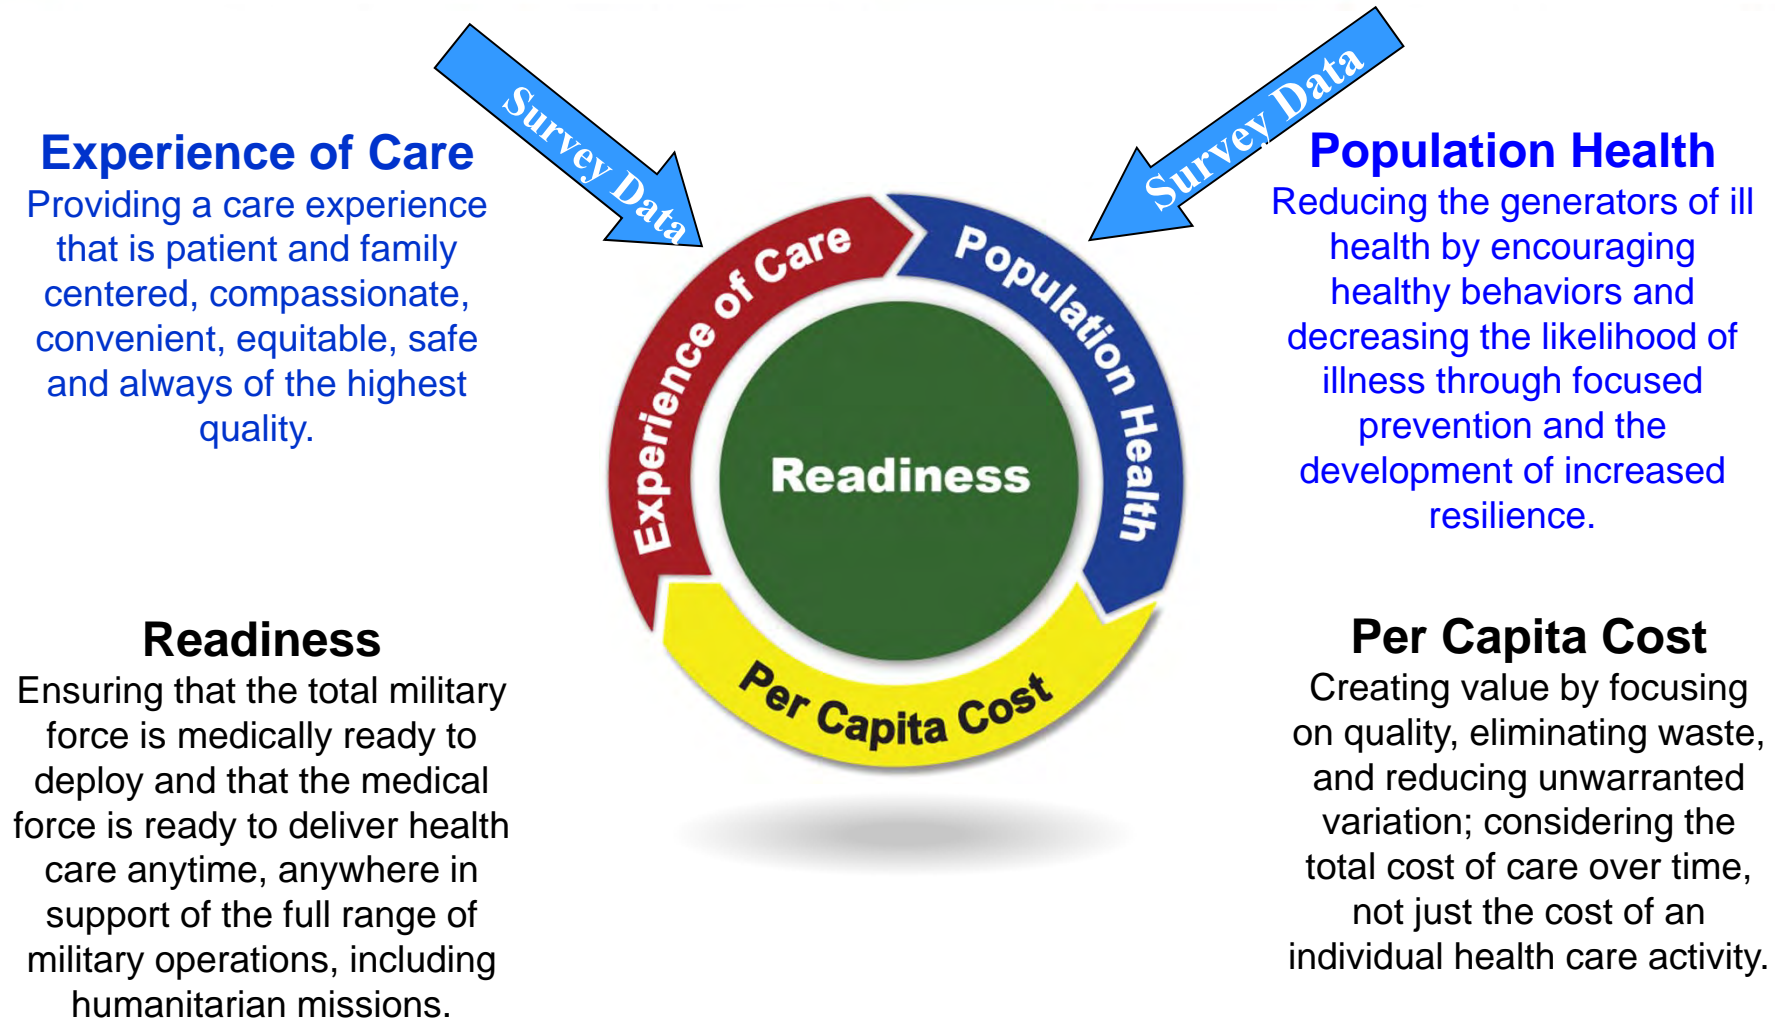 Survey Data
Survey Data
Experience of Care
Providing a care experience
that is patient and family
centered, compassionate,
convenient, equitable, safe
and always of the highest
quality.
Population Health
Reducing the generators of ill
health by encouraging
healthy behaviors and
decreasing the likelihood of
illness through focused
prevention and the
development of increased
resilience.
Experience of Care
Population Health
Readiness
Per Capita Cost
Readiness
Ensuring that the total military
force is medically ready to
deploy and that the medical
force is ready to deliver health
care anytime, anywhere in
support of the full range of
military operations, including
humanitarian missions.
Per Capita Cost
Creating value by focusing
on quality, eliminating waste,
and reducing unwarranted
variation; considering the
total cost of care over time,
not just the cost of an
individual health care activity.